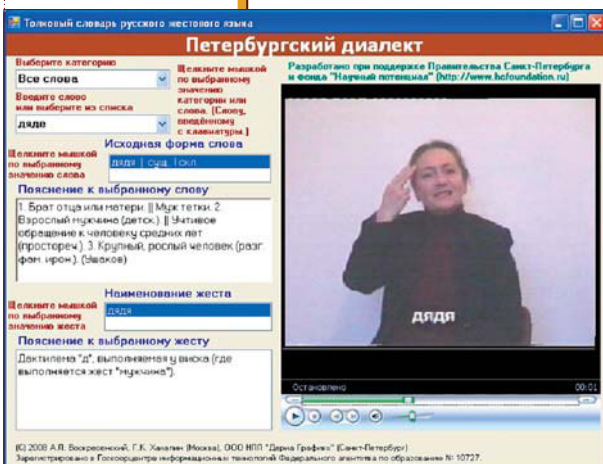 Толковый словарь русского жестового языка
Петербургский диалект
Выберите категорию
Все слова
Введите слово
или выберите из списка
дяде
Щелкните мышкой
по выбранному
значению
категории или
слова. (Слову,
введённому
с клавиатуры.)
Исходная форма слова
Щелкните мышкой
по выбранному
значению слова
дядя | сущ. 1скл
Пояснение к выбранному слову
1. Брат отца или матери. || Муж тетки. 2.
Взрослый мужчина (детск.). || Учтивое
обращение к человеку средних лет
(простореч.). 3. Крупный, рослый человек (разг
фам. ирон.). (Ушаков)
Наименование жеста
Щелкните мышкой
по выбранному
значению жеста
дядя
Пояснение к выбранному жесту
Дактилема "д", выполняемая у виска (где
выполняется жест "мужчина").
Разработано при поддержке Правительства Санкт-Петербурга
и фонда "Научный потенциал" (http://www.hcfoundation.ru)
дядя
Остановлено
00:01
(C) 2008 А.Л. Воскресенский, Г.К. Хахалин (Москва), ООО НПП "Дарма Графикс" (Санкт-Петербург)
Зарегистрировано в Госкоорцентре информационных технологий Федерального агентства по образованию № 10727.